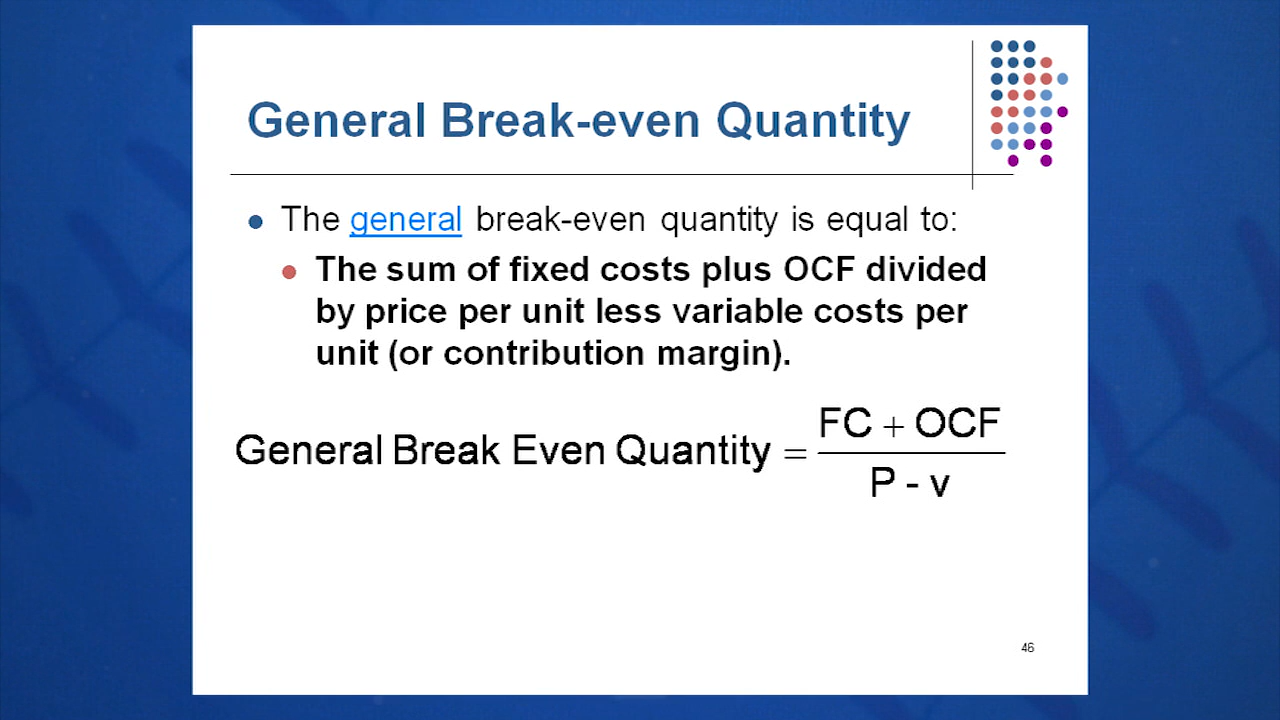 General Break-even Quantity
The general break-even quantity is equal to:
The sum of fixed costs plus OCF divided
by price per unit less variable costs per
unit (or contribution margin).
General Break Even Quantity = FC + OCF
P - v
46